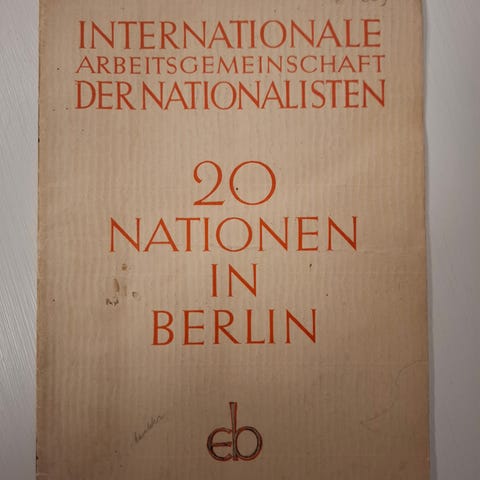 INTERNATIONALE
ARBEITSGEMEINSCHAFT
DER NATIONALISTEN
20
NATIONEN
IN
BERLIN
eb